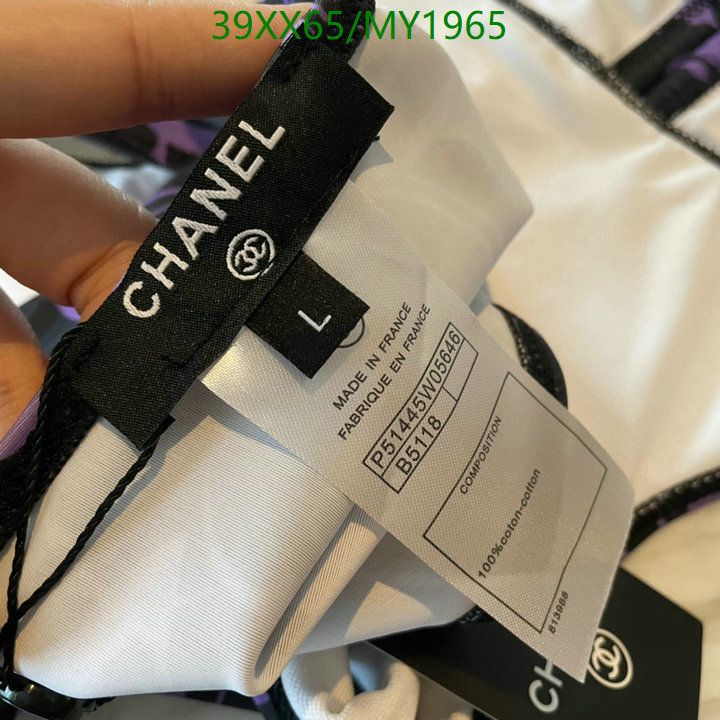 39XX65/MY1965
CHANEL
L
MADE IN FRANCE
FABRIQUE EN FRANCE
P51445W05646
B5118
COMPOSITION
100%coton-cotton
813988
CH